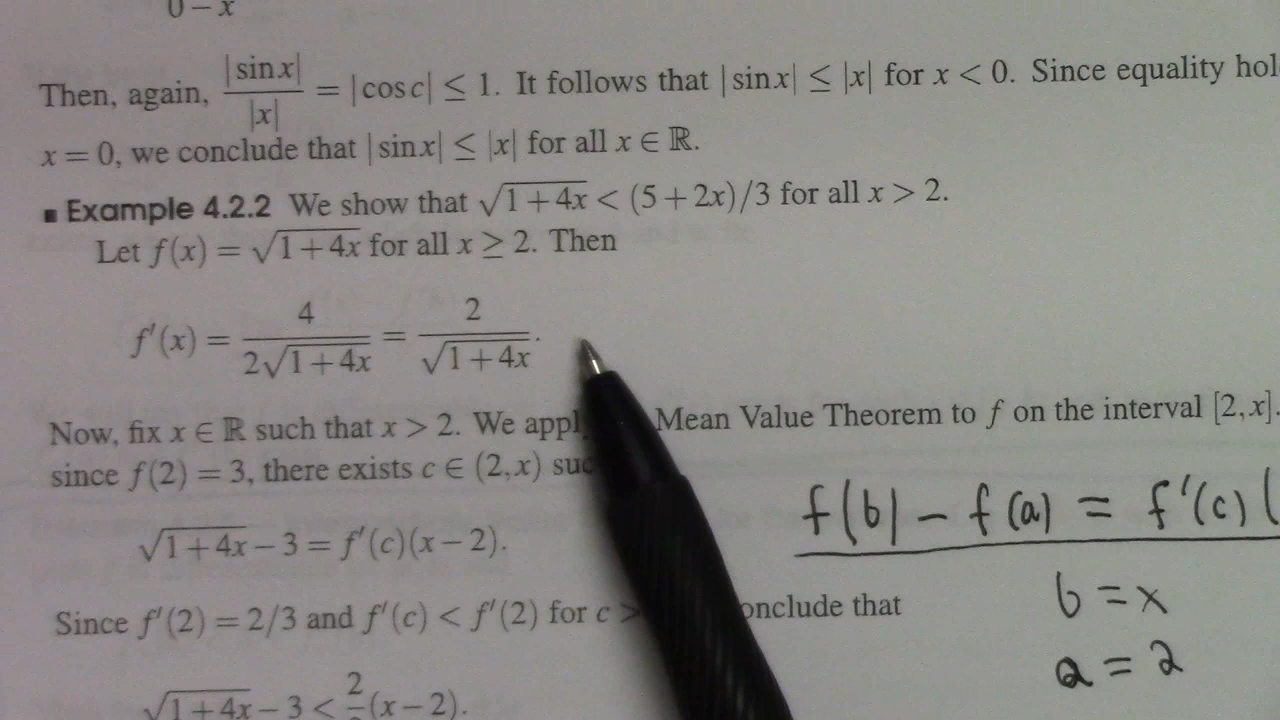 0 − x
Then, again, |sin x| / |x| = |cos c| ≤ 1. It follows that |sin x| ≤ |x| for x < 0. Since equality hol
x = 0, we conclude that |sin x| ≤ |x| for all x ∈ ℝ.
■ Example 4.2.2 We show that √(1 + 4x) < (5 + 2x)/3 for all x > 2.
Let f(x) = √(1 + 4x) for all x ≥ 2. Then
f′(x) = 4 / (2√(1 + 4x)) = 2 / √(1 + 4x).
Now, fix x ∈ ℝ such that x > 2. We appl Mean Value Theorem to f on the interval [2, x].
since f(2) = 3, there exists c ∈ (2, x) suc
f(b) − f(a) = f′(c) (
√(1 + 4x) − 3 = f′(c)(x − 2).
b = x
Since f′(2) = 2/3 and f′(c) < f′(2) for c > onclude that
a = 2
√(1 + 4x) − 3 < 2/ (x − 2).